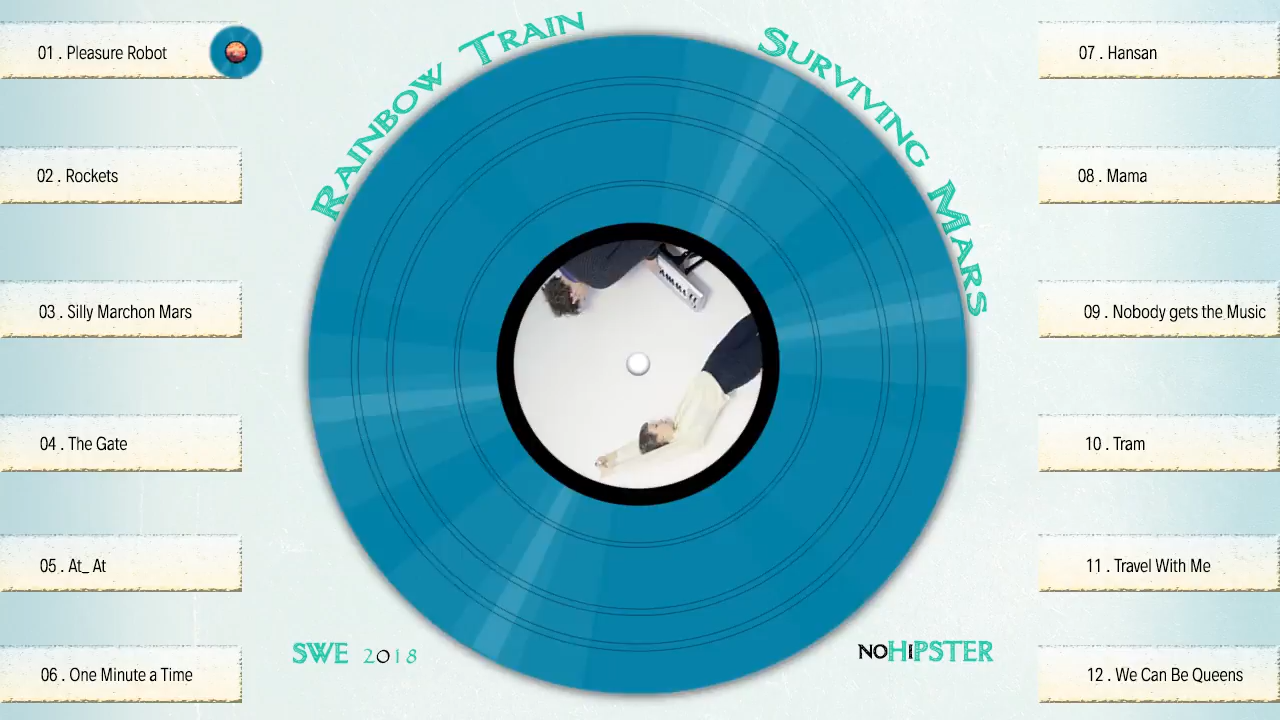 Rainbow Train
Surviving Mars
01 . Pleasure Robot
02 . Rockets
03 . Silly Marchon Mars
04 . The Gate
05 . At_ At
06 . One Minute a Time
07 . Hansan
08 . Mama
09 . Nobody gets the Music
10 . Tram
11 . Travel With Me
12 . We Can Be Queens
SWE 2018
NOHiPSTER